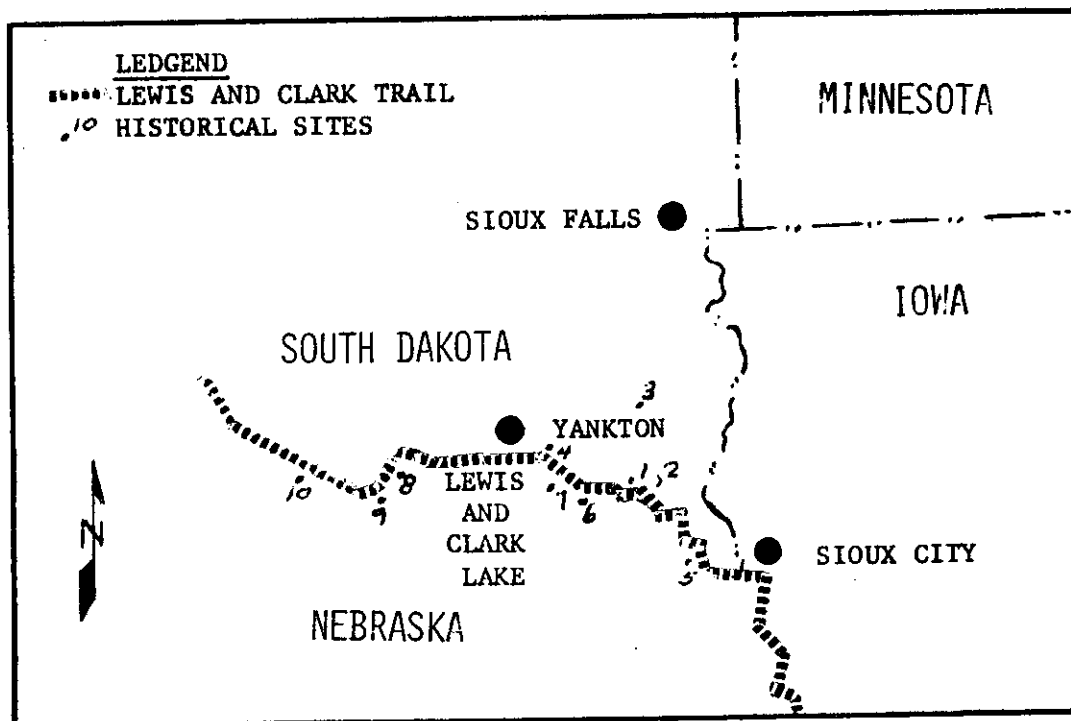 LEDGEND
LEWIS AND CLARK TRAIL
.10 HISTORICAL SITES
MINNESOTA
SIOUX FALLS
IOWA
SOUTH DAKOTA
3
YANKTON
4
LEWIS
AND
CLARK
LAKE
1
2
10
9
8
7
6
5
SIOUX CITY
N
NEBRASKA